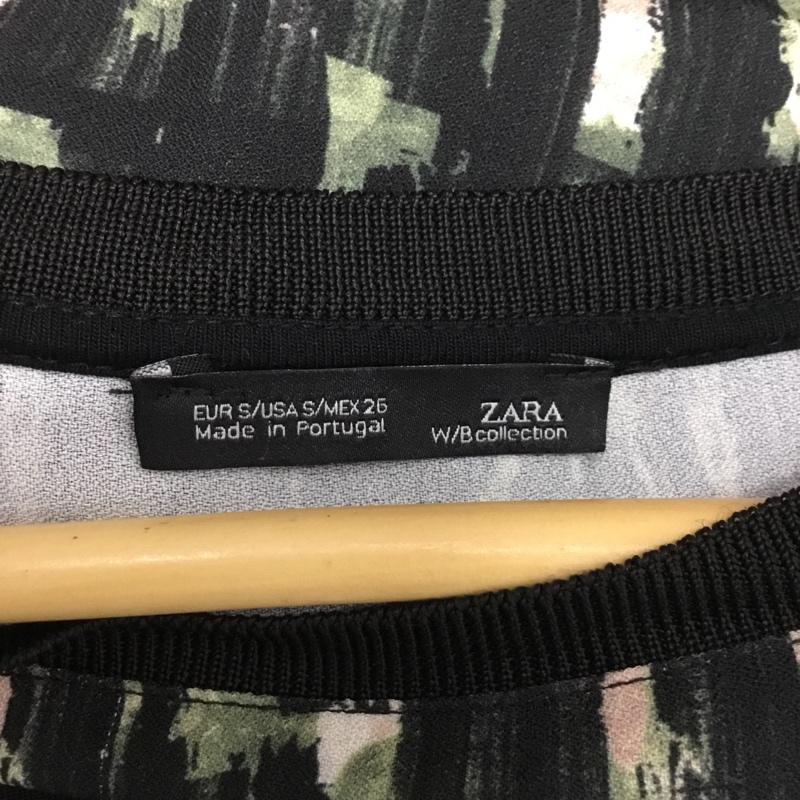 EUR S/USA S/MEX 26
Made in Portugal
ZARA
W/B collection